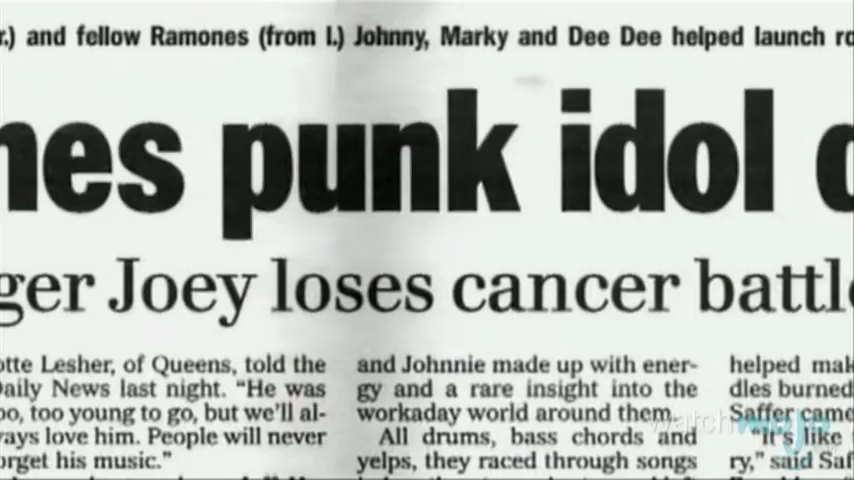 r.) and fellow Ramones (from l.) Johnny, Marky and Dee Dee helped launch ro
nes punk idol d
ger Joey loses cancer battle
otte Lesher, of Queens, told the
Daily News last night. “He was
oo, too young to go, but we’ll al-
ways love him. People will never
orget his music.”
and Johnnie made up with ener-
gy and a rare insight into the
workaday world around them.
All drums, bass chords and
yelps, they raced through songs
helped mak
dles burned
Saffer came
“It’s like
ry,” said Saf
watchmojo